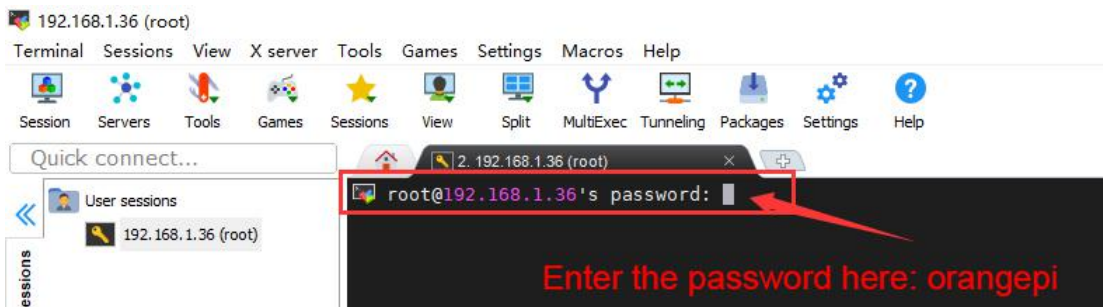 192.168.1.36 (root)
Terminal Sessions View X server Tools Games Settings Macros Help
Session Servers Tools Games Sessions View Split MultiExec Tunneling Packages Settings Help
Quick connect...
2. 192.168.1.36 (root)
root@192.168.1.36's password:
User sessions
192.168.1.36 (root)
Enter the password here: orangepi